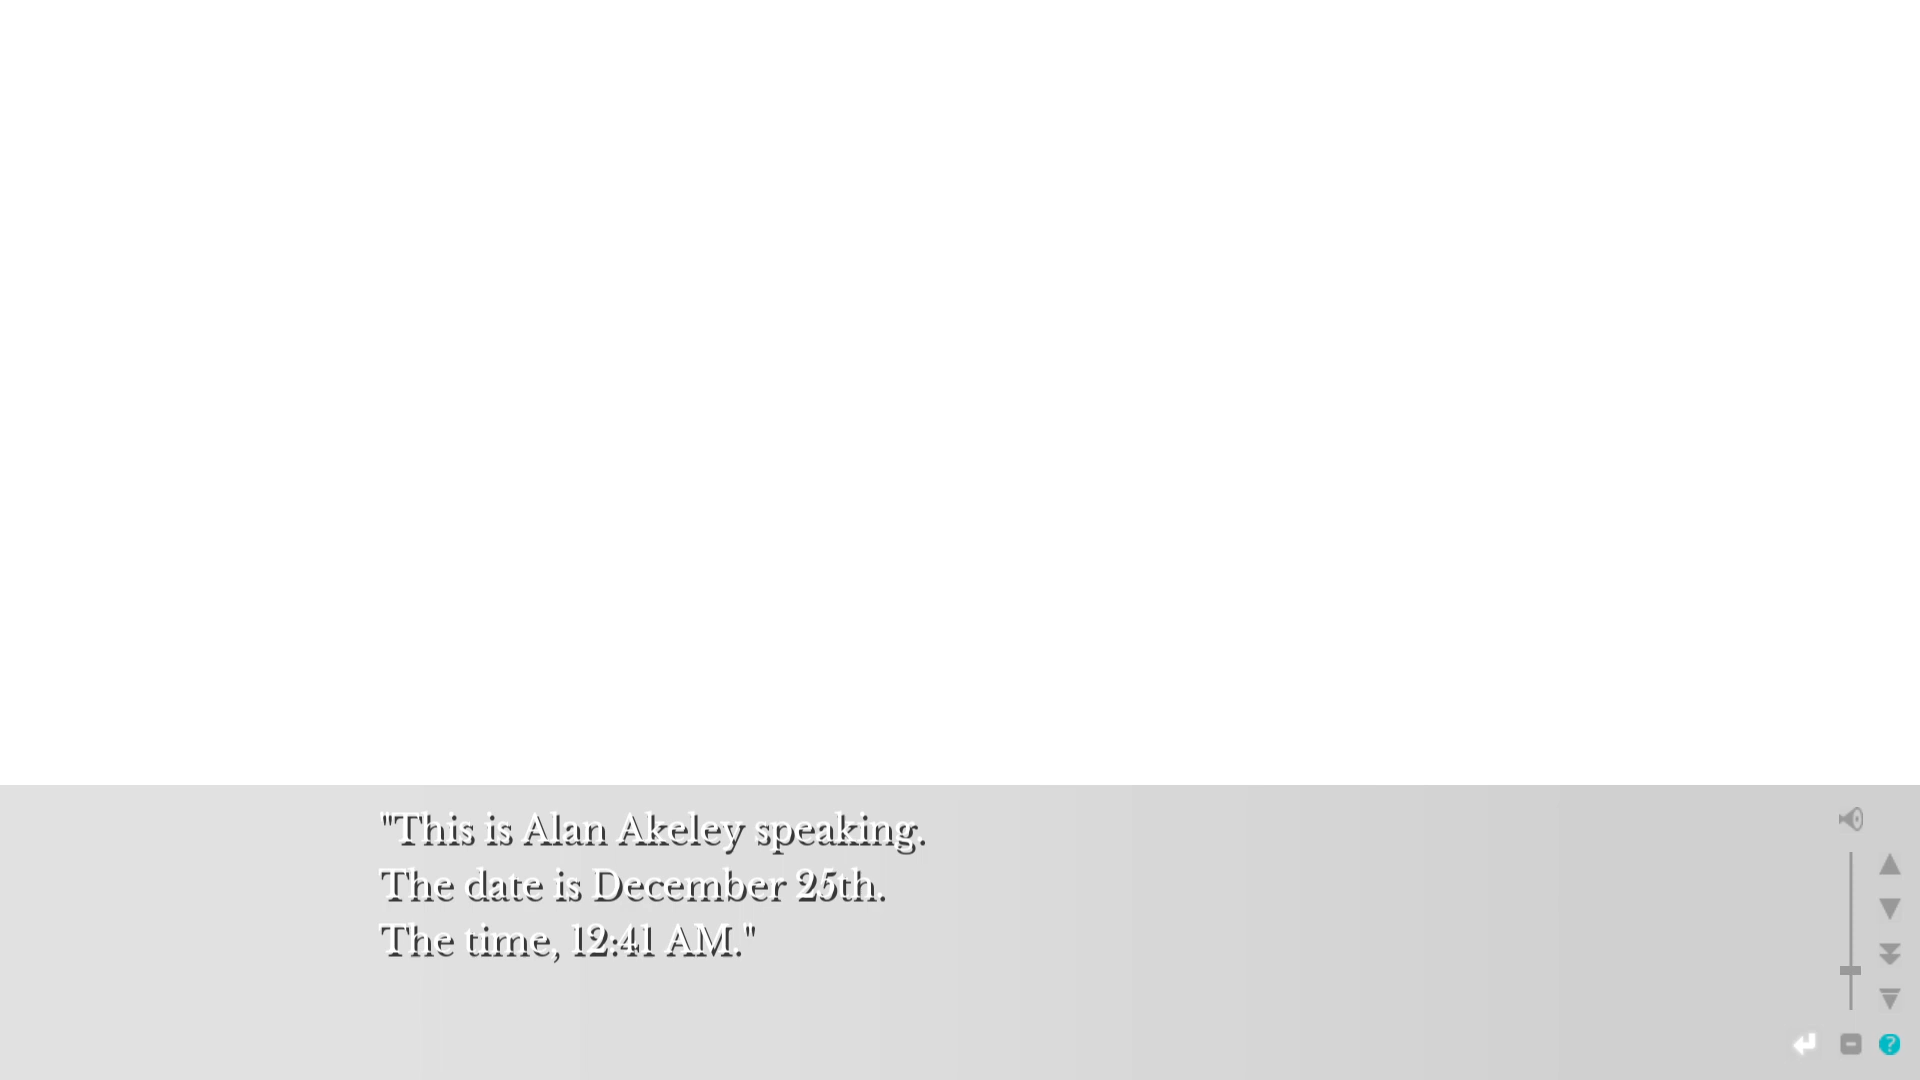 "This is Alan Akeley speaking.
The date is December 25th.
The time, 12:41 AM."